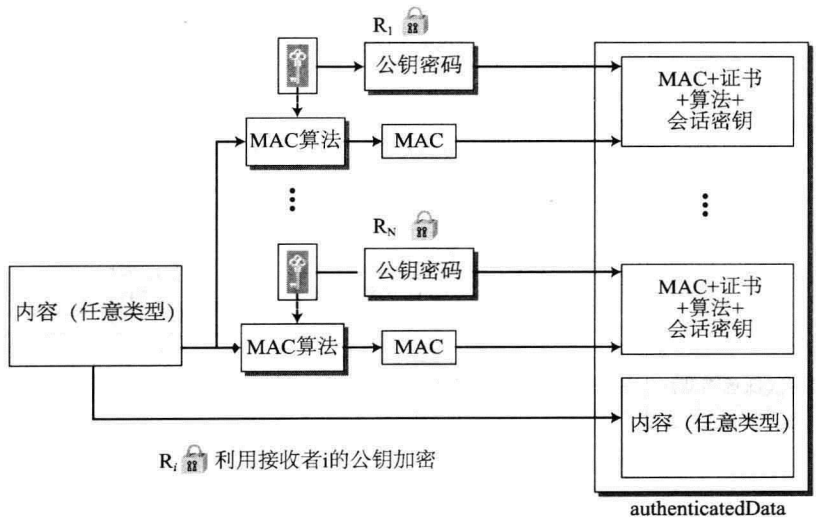 R₁
公钥密码
MAC+证书
+算法+
会话密钥
MAC算法
MAC
R_N
公钥密码
MAC+证书
+算法+
会话密钥
内容（任意类型）
MAC算法
MAC
内容（任意类型）
Rᵢ 利用接收者i的公钥加密
authenticatedData